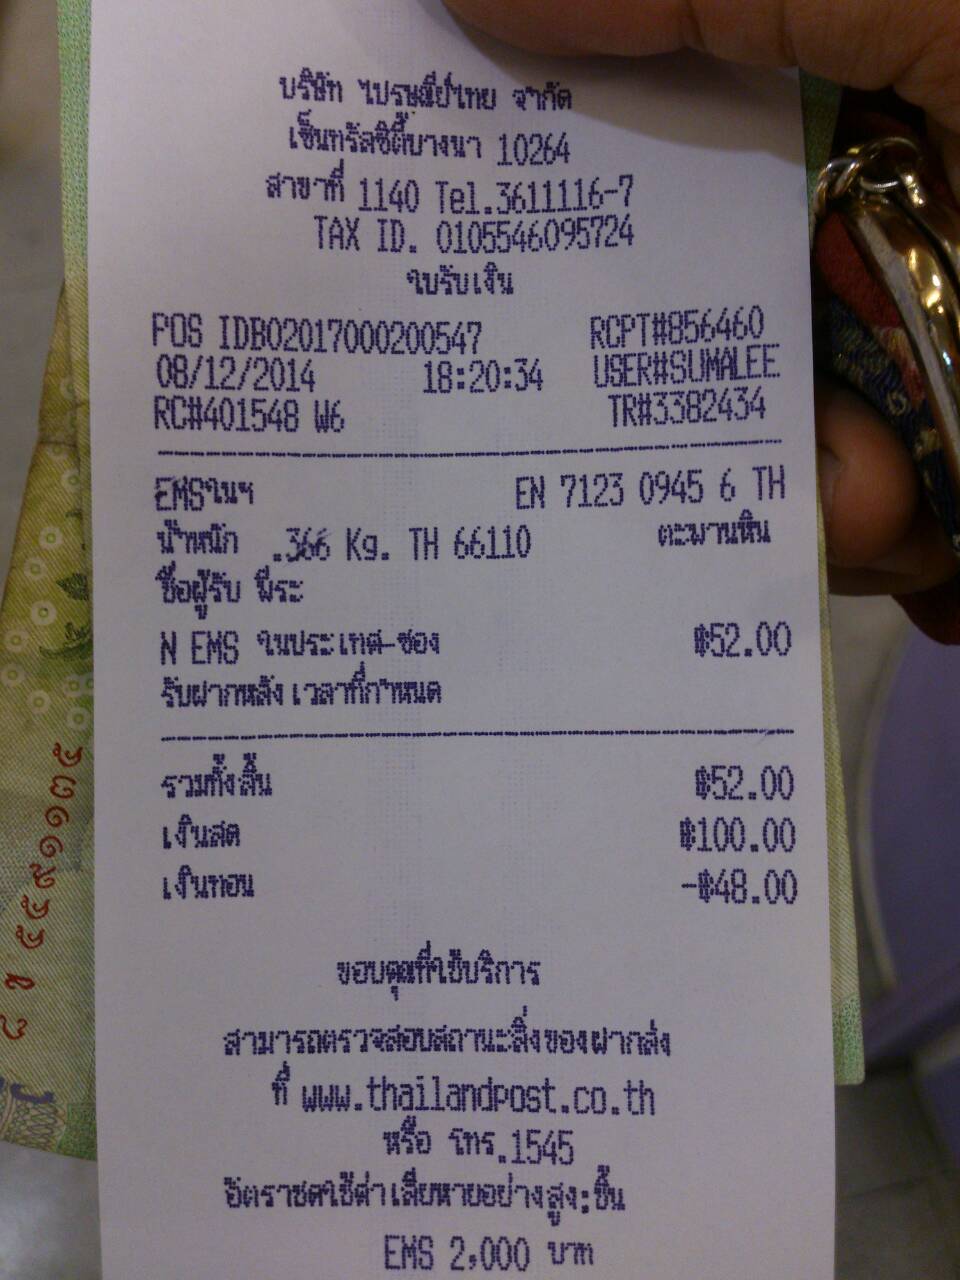 บริษัท ไปรษณีย์ไทย จำกัด
เซ็นทรัลซิตี้บางนา 10264
สาขาที่ 1140 Tel.3611116-7
TAX ID. 0105546095724
ใบรับเงิน
POS IDB02017000200547 RCPT#856460
08/12/2014 18:20:34 USER#SUMALEE
RC#401548 W6 TR#3382434
EMSในฯ EN 7123 0945 6 TH
น้ำหนัก .366 Kg. TH 66110 ตะพานหิน
ชื่อผู้รับ พีระ
N EMS ในประเทศ-ซอง ฿52.00
รับฝากหลังเวลาที่กำหนด
รวมทั้งสิ้น ฿52.00
เงินสด ฿100.00
เงินทอน -฿48.00
ขอบคุณที่ใช้บริการ
สามารถตรวจสอบสถานะสิ่งของฝากส่ง
ที่ www.thailandpost.co.th
หรือ โทร.1545
อัตราชดใช้ค่าเสียหายอย่างสูง:ชิ้น
EMS 2,000 บาท